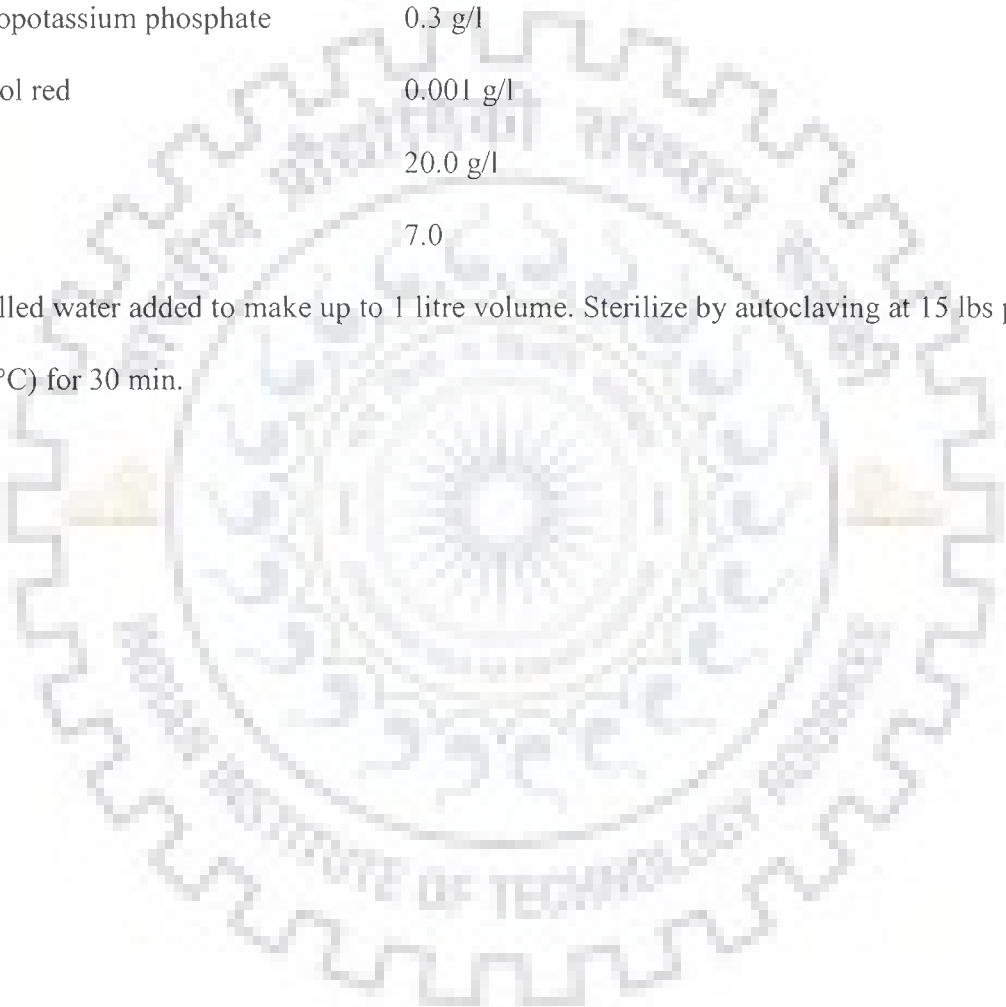 opotassium phosphate 0.3 g/l
ol red 0.001 g/l
20.0 g/l
7.0
lled water added to make up to 1 litre volume. Sterilize by autoclaving at 15 lbs p
°C) for 30 min.
INSTITUTE OF TECHNOLOGY